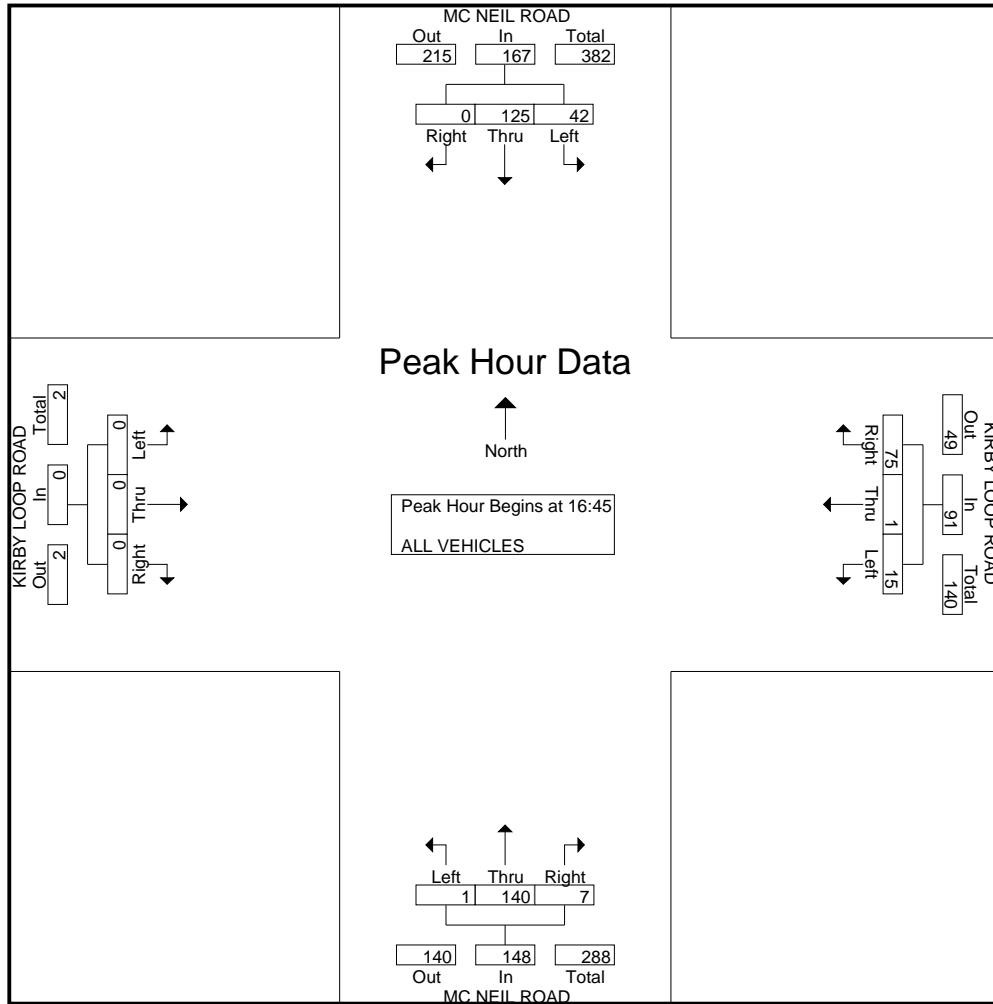 MC NEIL ROAD
Out In Total
215 167 382
0 125 42
Right Thru Left
Peak Hour Data
North
Peak Hour Begins at 16:45
ALL VEHICLES
KIRBY LOOP ROAD
Total In Out
2 0 2
0 0 0
Left Thru Right
KIRBY LOOP ROAD
Out In Total
49 91 140
75 1 15
Right Thru Left
Left Thru Right
1 140 7
140 148 288
Out In Total
MC NEIL ROAD